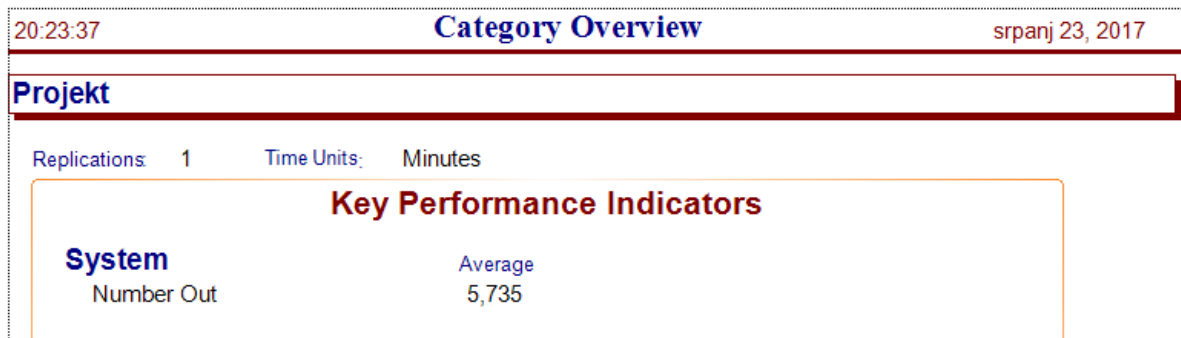 20:23:37 Category Overview srpanj 23, 2017
Projekt
Replications: 1 Time Units: Minutes
Key Performance Indicators
System Average
Number Out 5,735